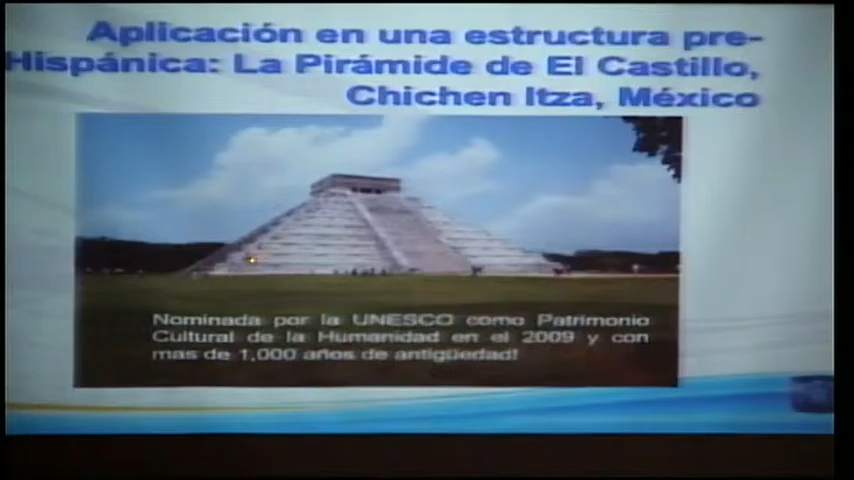 Aplicación en una estructura pre-
Hispánica: La Pirámide de El Castillo,
Chichen Itza, México
Nominada por la UNESCO como Patrimonio
Cultural de la Humanidad en el 2009 y con
mas de 1,000 años de antigüedad!